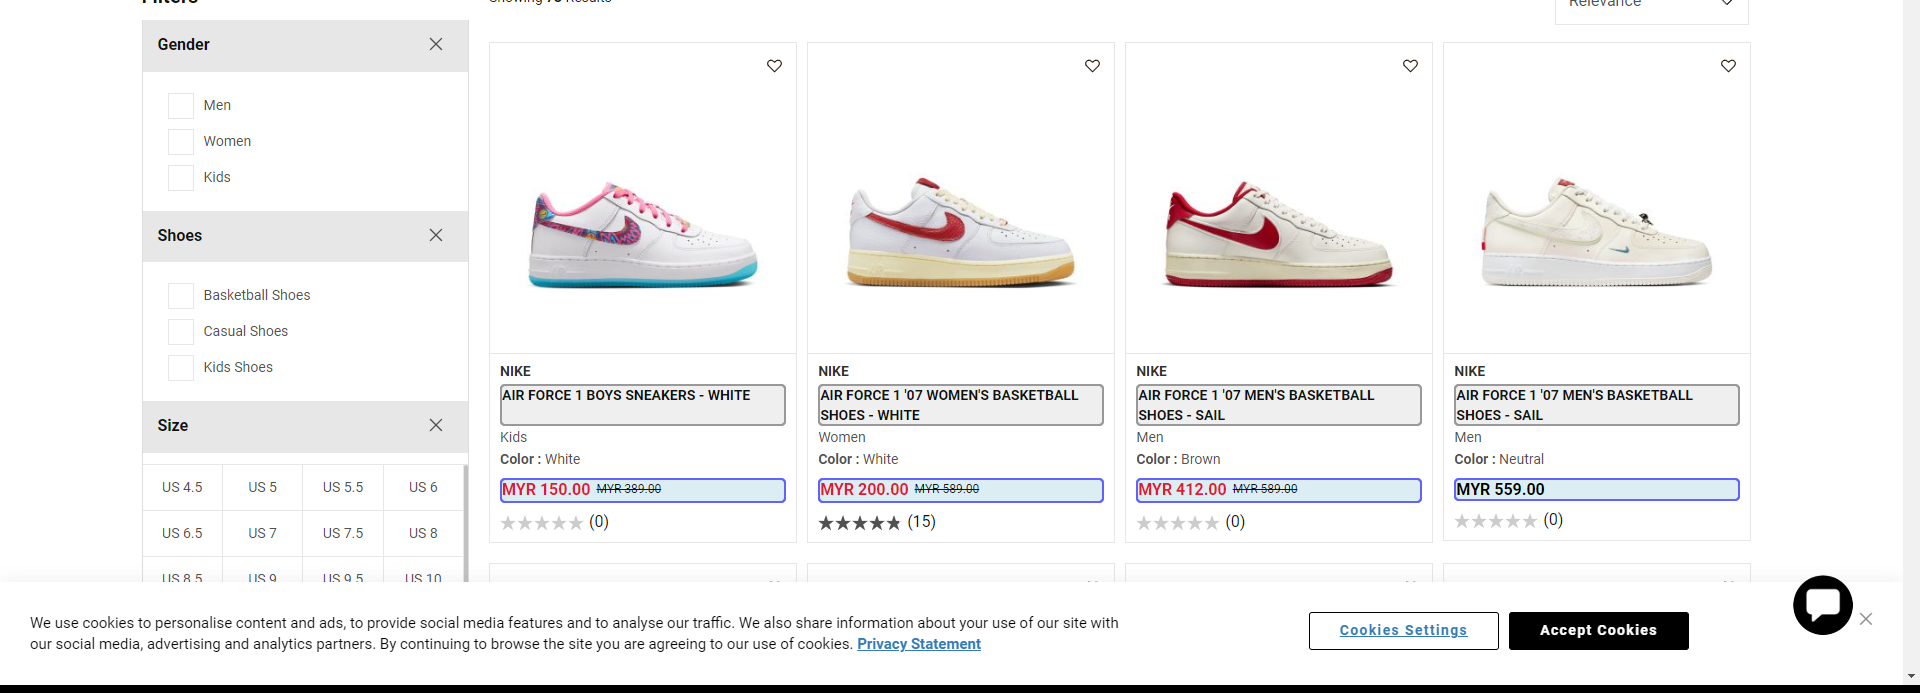 Filters
Showing 73 Results
Relevance
Gender
Men
Women
Kids
Shoes
Basketball Shoes
Casual Shoes
Kids Shoes
Size
US 4.5 US 5 US 5.5 US 6
US 6.5 US 7 US 7.5 US 8
US 8.5 US 9 US 9.5 US 10
NIKE
AIR FORCE 1 BOYS SNEAKERS - WHITE
Kids
Color : White
MYR 150.00 MYR 389.00
(0)
NIKE
AIR FORCE 1 '07 WOMEN'S BASKETBALL
SHOES - WHITE
Women
Color : White
MYR 200.00 MYR 589.00
(15)
NIKE
AIR FORCE 1 '07 MEN'S BASKETBALL
SHOES - SAIL
Men
Color : Brown
MYR 412.00 MYR 589.00
(0)
NIKE
AIR FORCE 1 '07 MEN'S BASKETBALL
SHOES - SAIL
Men
Color : Neutral
MYR 559.00
(0)
We use cookies to personalise content and ads, to provide social media features and to analyse our traffic. We also share information about your use of our site with
our social media, advertising and analytics partners. By continuing to browse the site you are agreeing to our use of cookies. Privacy Statement
Cookies Settings
Accept Cookies